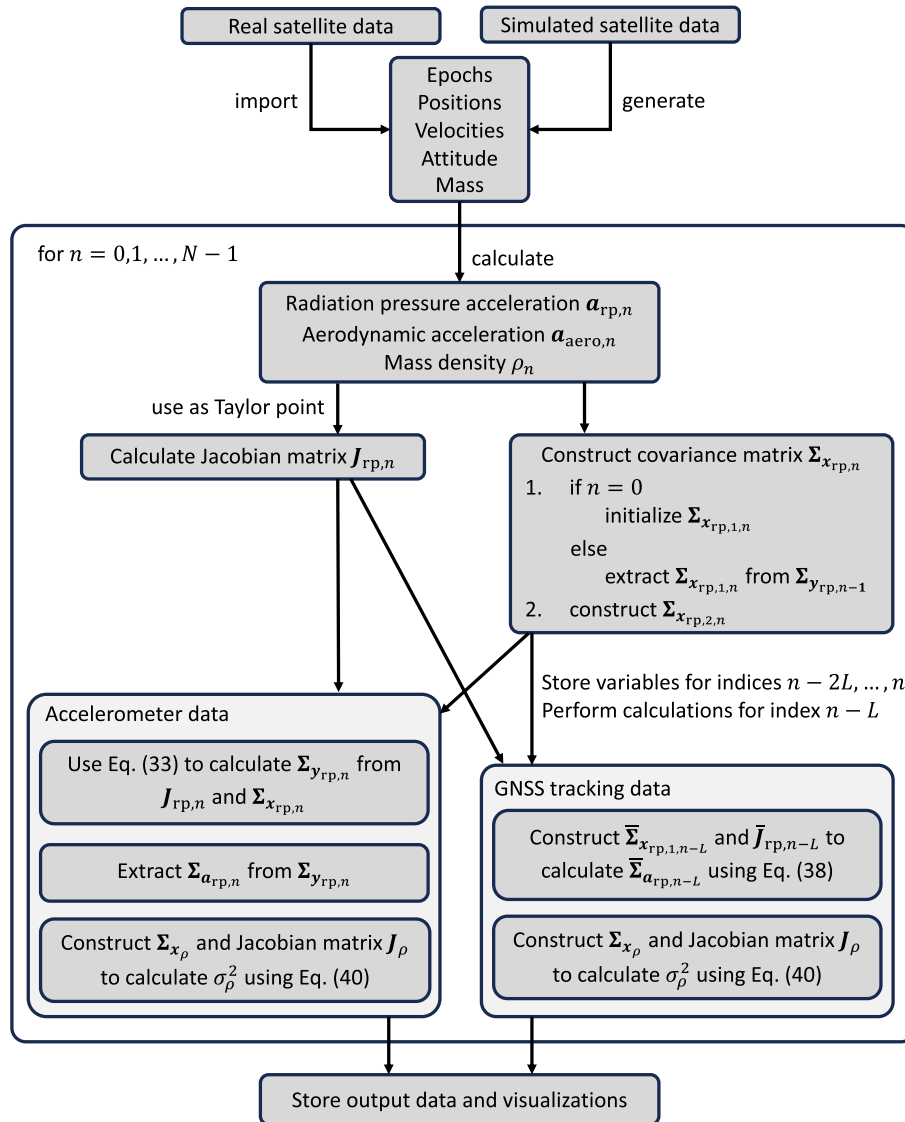 Real satellite data
Simulated satellite data
import
Epochs
Positions
Velocities
Attitude
Mass
generate
for n = 0,1, … , N − 1
calculate
Radiation pressure acceleration a_rp,n
Aerodynamic acceleration a_aero,n
Mass density ρ_n
use as Taylor point
Calculate Jacobian matrix J_rp,n
Construct covariance matrix Σ_x_rp,n
1. if n = 0
initialize Σ_x_rp,1,n
else
extract Σ_x_rp,1,n from Σ_y_rp,n−1
2. construct Σ_x_rp,2,n
Store variables for indices n − 2L, … , n
Perform calculations for index n − L
Accelerometer data
Use Eq. (33) to calculate Σ_y_rp,n from
J_rp,n and Σ_x_rp,n
Extract Σ_a_rp,n from Σ_y_rp,n
Construct Σ_x_ρ and Jacobian matrix J_ρ
to calculate σ_ρ^2 using Eq. (40)
GNSS tracking data
Construct Σ̅_x_rp,1,n−L and J̅_rp,n−L to
calculate Σ̅_a_rp,n−L using Eq. (38)
Construct Σ_x_ρ and Jacobian matrix J_ρ
to calculate σ_ρ^2 using Eq. (40)
Store output data and visualizations